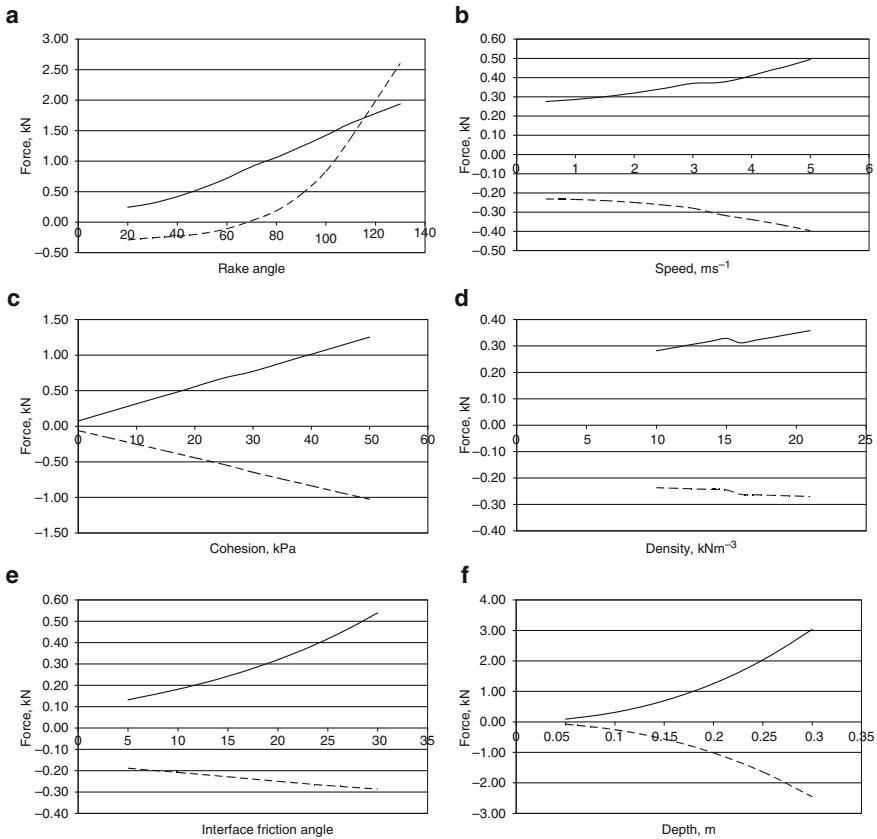 a
3.00
2.50
2.00
1.50
1.00
0.50
0.00
–0.50
Force, kN
20 40 60 80 100 120 140
Rake angle
b
0.60
0.50
0.40
0.30
0.20
0.10
0.00
–0.10
–0.20
–0.30
–0.40
–0.50
Force, kN
0 1 2 3 4 5 6
Speed, ms–1
c
1.50
1.00
0.50
0.00
–0.50
–1.00
–1.50
Force, kN
0 10 20 30 40 50 60
Cohesion, kPa
d
0.40
0.30
0.20
0.10
0.00
–0.10
–0.20
–0.30
–0.40
Force, kN
0 5 10 15 20 25
Density, kNm–3
e
0.60
0.50
0.40
0.30
0.20
0.10
0.00
–0.10
–0.20
–0.30
–0.40
Force, kN
0 5 10 15 20 25 30 35
Interface friction angle
f
4.00
3.00
2.00
1.00
0.00
–1.00
–2.00
–3.00
Force, kN
0 0.05 0.1 0.15 0.2 0.25 0.3 0.35
Depth, m